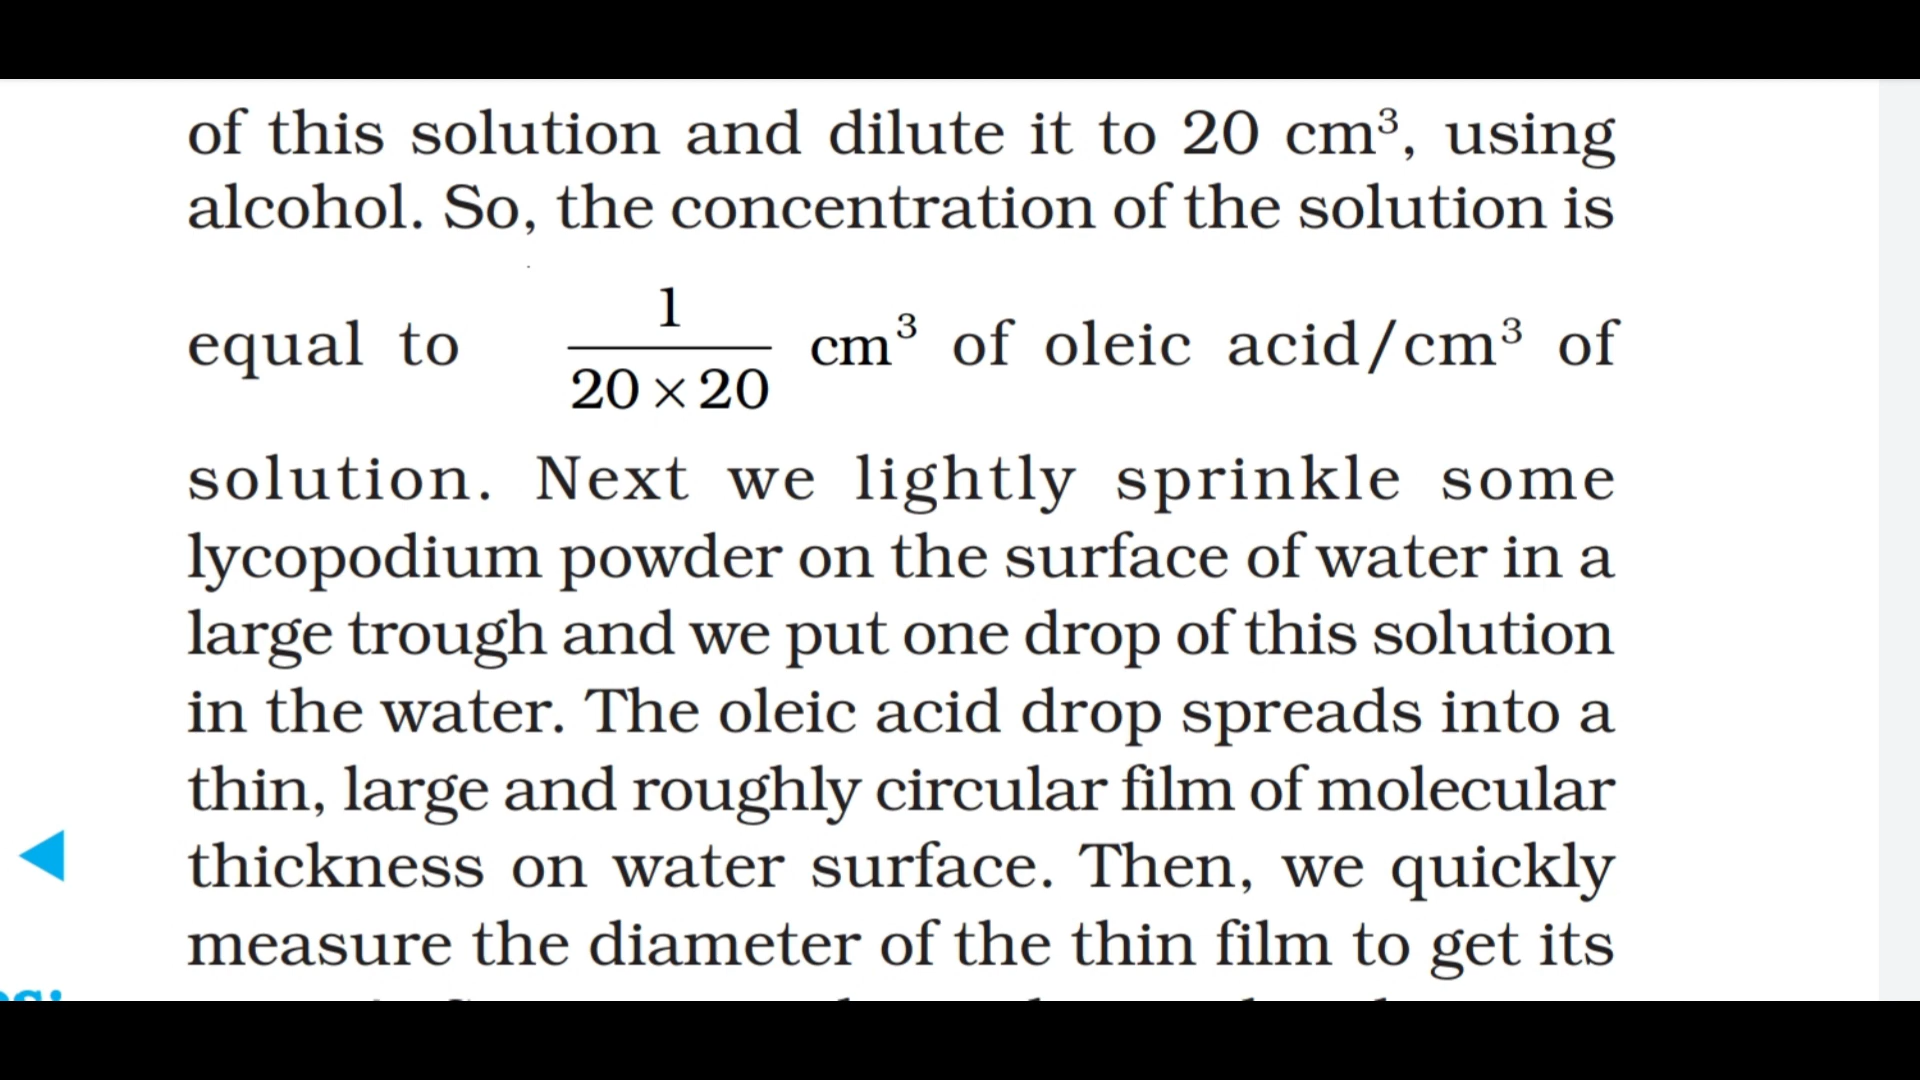 of this solution and dilute it to 20 cm³, using
alcohol. So, the concentration of the solution is
equal to 1/(20 × 20) cm³ of oleic acid/cm³ of
solution. Next we lightly sprinkle some
lycopodium powder on the surface of water in a
large trough and we put one drop of this solution
in the water. The oleic acid drop spreads into a
thin, large and roughly circular film of molecular
thickness on water surface. Then, we quickly
measure the diameter of the thin film to get its